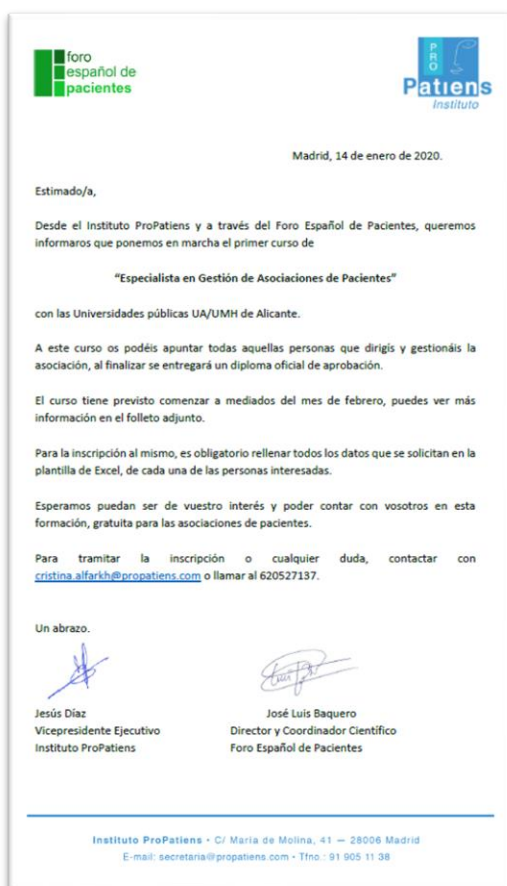 foro
español de
pacientes
PRO
Patiens
Instituto
Madrid, 14 de enero de 2020.
Estimado/a,
Desde el Instituto ProPatiens y a través del Foro Español de Pacientes, queremos
informaros que ponemos en marcha el primer curso de
“Especialista en Gestión de Asociaciones de Pacientes”
con las Universidades públicas UA/UMH de Alicante.
A este curso os podéis apuntar todas aquellas personas que dirigís y gestionáis la
asociación, al finalizar se entregará un diploma oficial de aprobación.
El curso tiene previsto comenzar a mediados del mes de febrero, puedes ver más
información en el folleto adjunto.
Para la inscripción al mismo, es obligatorio rellenar todos los datos que se solicitan en la
plantilla de Excel, de cada una de las personas interesadas.
Esperamos puedan ser de vuestro interés y poder contar con vosotros en esta
formación, gratuita para las asociaciones de pacientes.
Para tramitar la inscripción o cualquier duda, contactar con
cristina.alfarkh@propatiens.com o llamar al 620527137.
Un abrazo.
Jesús Díaz
Vicepresidente Ejecutivo
Instituto ProPatiens
José Luis Baquero
Director y Coordinador Científico
Foro Español de Pacientes
Instituto ProPatiens · C/ María de Molina, 41 — 28006 Madrid
E-mail: secretaria@propatiens.com · Tfno.: 91 905 11 38